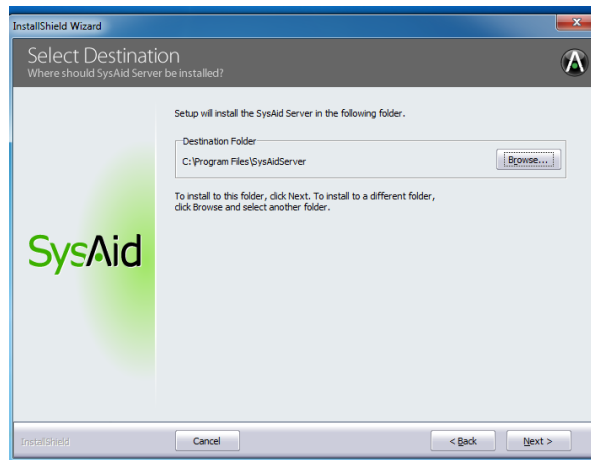 InstallShield Wizard
Select Destination
Where should SysAid Server be installed?
Setup will install the SysAid Server in the following folder.
Destination Folder
C:\Program Files\SysAidServer
Browse...
To install to this folder, click Next. To install to a different folder,
click Browse and select another folder.
SysAid
InstallShield
Cancel
< Back
Next >